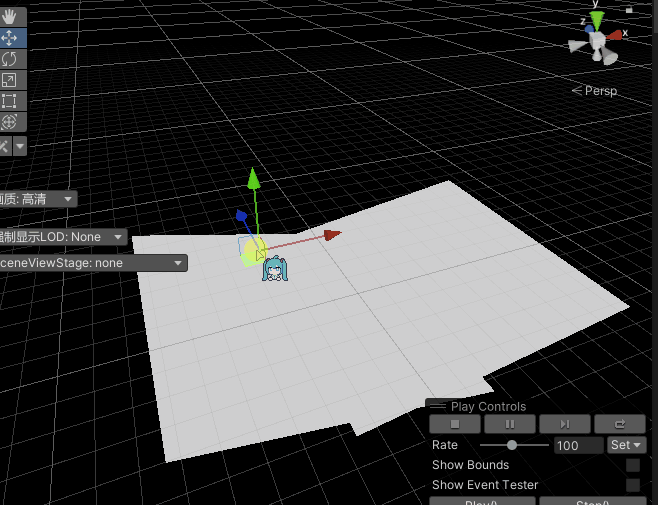 y
z
x
Persp
画质: 高清
强制显示LOD: None
ceneViewStage: none
Play Controls
Rate
100
Set
Show Bounds
Show Event Tester
Play()
Stop()